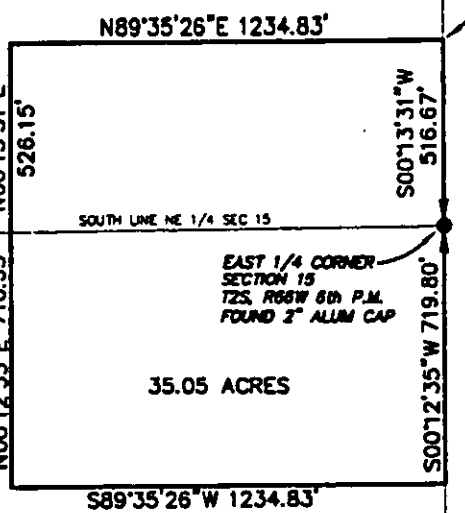 N89°35'26"E 1234.83'
526.15'
S00°13'31"W
516.67'
SOUTH LINE NE 1/4 SEC 15
EAST 1/4 CORNER
SECTION 15
T2S, R66W 6th P.M.
FOUND 2" ALUM CAP
S00°12'35"W 719.80'
35.05 ACRES
S89°35'26"W 1234.83'